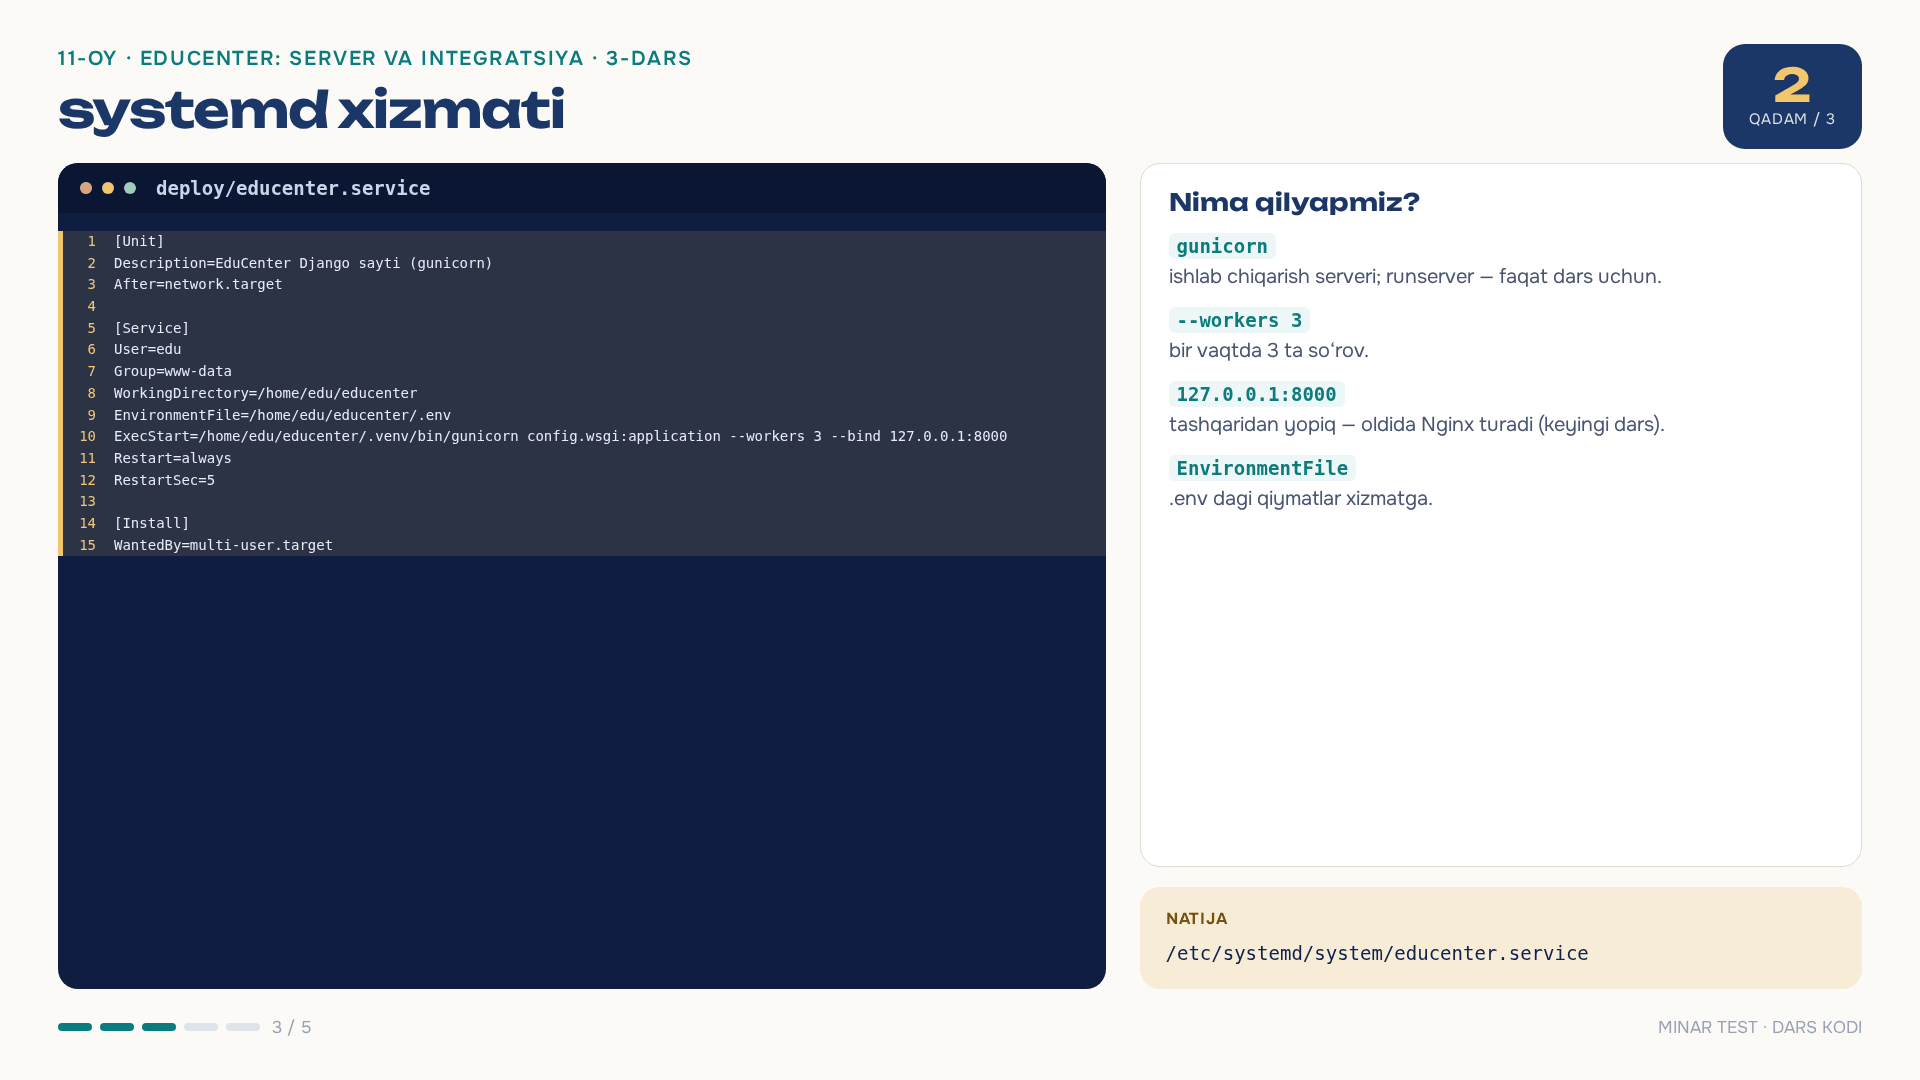 11-OY · EDUCENTER: SERVER VA INTEGRATSIYA · 3-DARS
systemd xizmati
2
QADAM / 3
deploy/educenter.service
1 [Unit]
2 Description=EduCenter Django sayti (gunicorn)
3 After=network.target
4
5 [Service]
6 User=edu
7 Group=www-data
8 WorkingDirectory=/home/edu/educenter
9 EnvironmentFile=/home/edu/educenter/.env
10 ExecStart=/home/edu/educenter/.venv/bin/gunicorn config.wsgi:application --workers 3 --bind 127.0.0.1:8000
11 Restart=always
12 RestartSec=5
13
14 [Install]
15 WantedBy=multi-user.target
Nima qilyapmiz?
gunicorn
ishlab chiqarish serveri; runserver — faqat dars uchun.
--workers 3
bir vaqtda 3 ta so‘rov.
127.0.0.1:8000
tashqaridan yopiq — oldida Nginx turadi (keyingi dars).
EnvironmentFile
.env dagi qiymatlar xizmatga.
NATIJA
/etc/systemd/system/educenter.service
3 / 5
MINAR TEST · DARS KODI